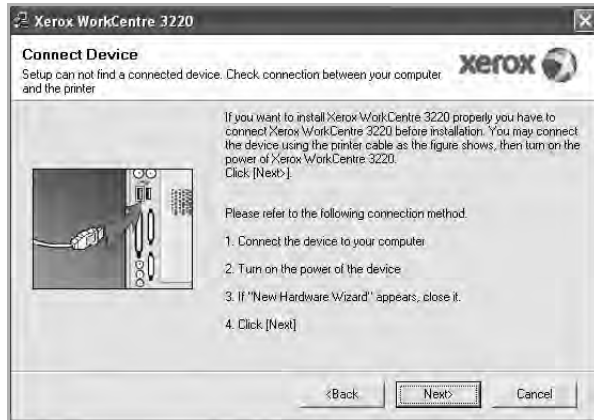 Xerox WorkCentre 3220
Connect Device
Setup can not find a connected device. Check connection between your computer
and the printer
xerox
If you want to install Xerox WorkCentre 3220 properly you have to
connect Xerox WorkCentre 3220 before installation. You may connect
the device using the printer cable as the figure shows, then turn on the
power of Xerox WorkCentre 3220.
Click [Next>].
Please refer to the following connection method.
1. Connect the device to your computer
2. Turn on the power of the device
3. If "New Hardware Wizard" appears, close it.
4. Click [Next]
<Back
Next>
Cancel